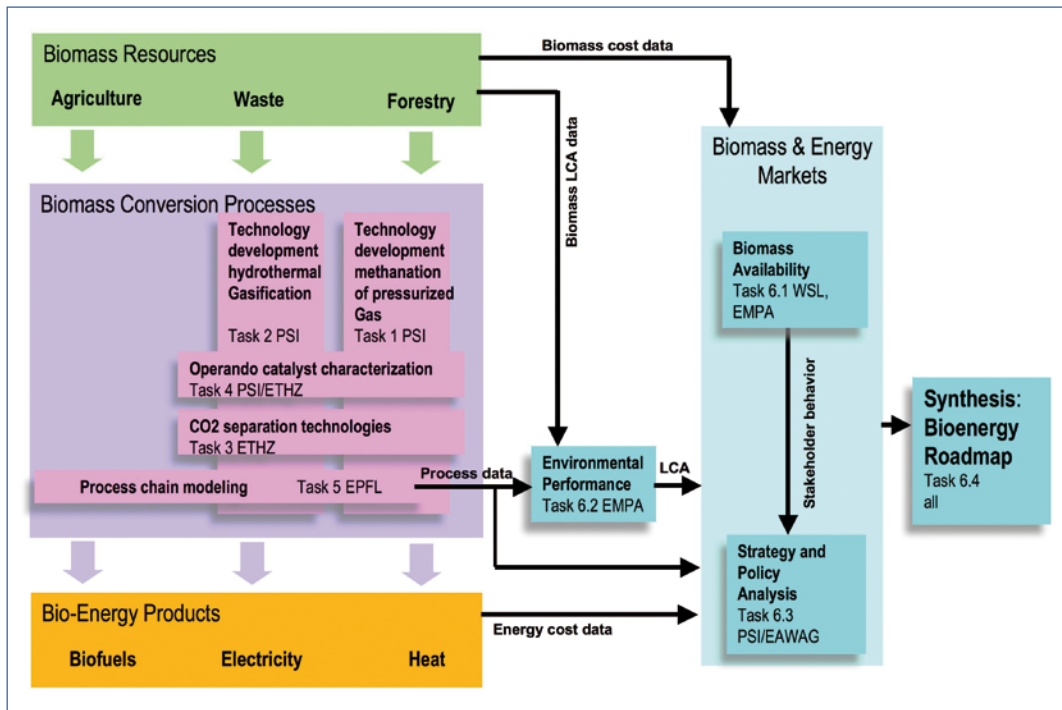 Biomass Resources
Agriculture
Waste
Forestry
Biomass cost data
Biomass LCA data
Biomass Conversion Processes
Technology
development
hydrothermal
Gasification
Task 2 PSI
Technology
development
methanation
of pressurized
Gas
Task 1 PSI
Operando catalyst characterization
Task 4 PSI/ETHZ
CO2 separation technologies
Task 3 ETHZ
Process chain modeling
Task 5 EPFL
Process data
Environmental
Performance
Task 6.2 EMPA
LCA
Biomass & Energy
Markets
Biomass
Availability
Task 6.1 WSL,
EMPA
Stakeholder behavior
Strategy and
Policy
Analysis
Task 6.3
PSI/EAWAG
Synthesis:
Bioenergy
Roadmap
Task 6.4
all
Bio-Energy Products
Biofuels
Electricity
Heat
Energy cost data